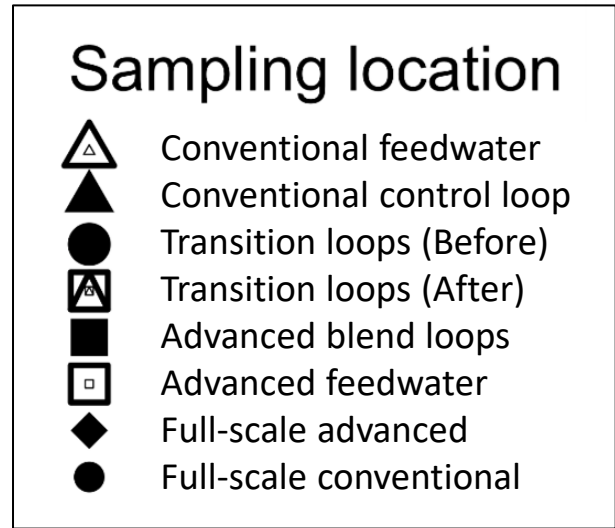 Sampling location
Conventional feedwater
Conventional control loop
Transition loops (Before)
Transition loops (After)
Advanced blend loops
Advanced feedwater
Full-scale advanced
Full-scale conventional